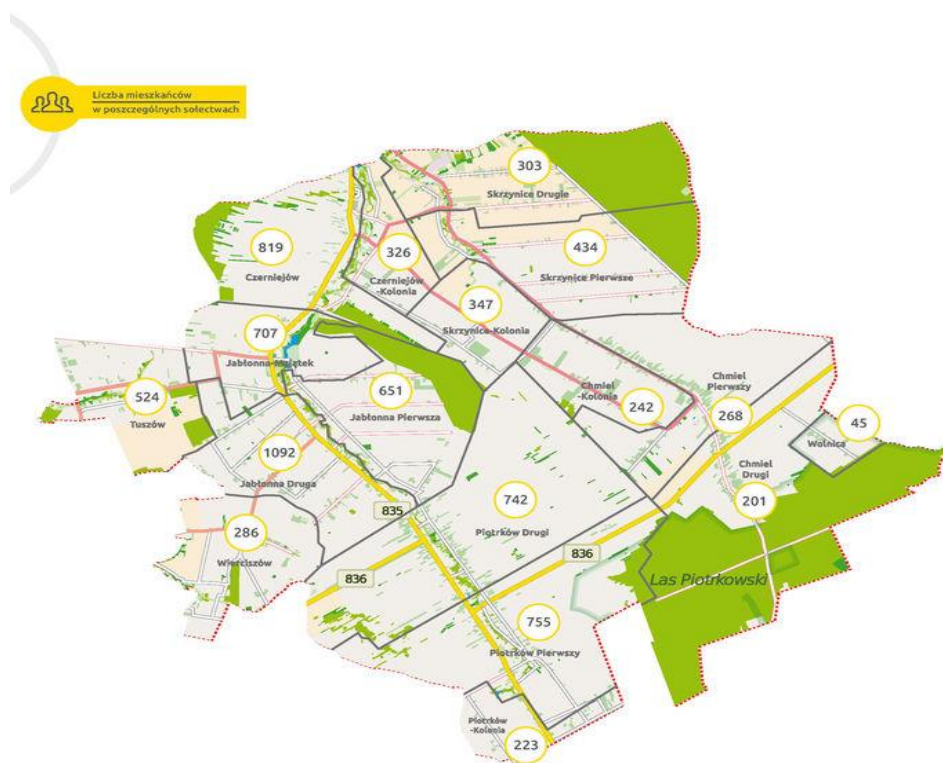 Liczba mieszkańców
w poszczególnych sołectwach
303
Skrzynice Drugie
819
Czerniejów
326
Czerniejów
-Kolonia
434
Skrzynice Pierwsze
347
Skrzynice-Kolonia
707
Jabłonna-Majątek
524
Tuszów
651
Jabłonna Pierwsza
Chmiel
-Kolonia
242
Chmiel
Pierwszy
268
45
Wolnica
1092
Jabłonna Druga
Chmiel
Drugi
201
742
Piotrków Drugi
835
286
Wierciszów
836
836
Las Piotrkowski
755
Piotrków Pierwszy
Piotrków
-Kolonia
223